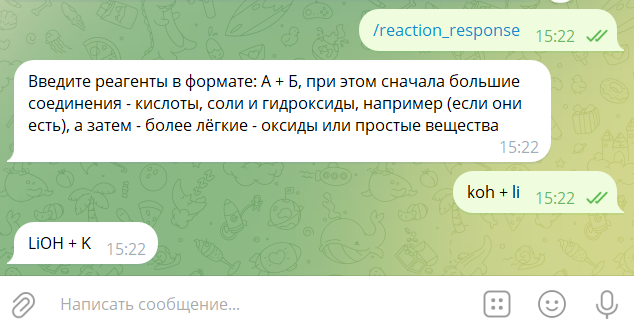 /reaction_response 15:22
Введите реагенты в формате: А + Б, при этом сначала большие
соединения - кислоты, соли и гидроксиды, например (если они
есть), а затем - более лёгкие - оксиды или простые вещества
15:22
koh + li 15:22
LiOH + K 15:22
Написать сообщение...